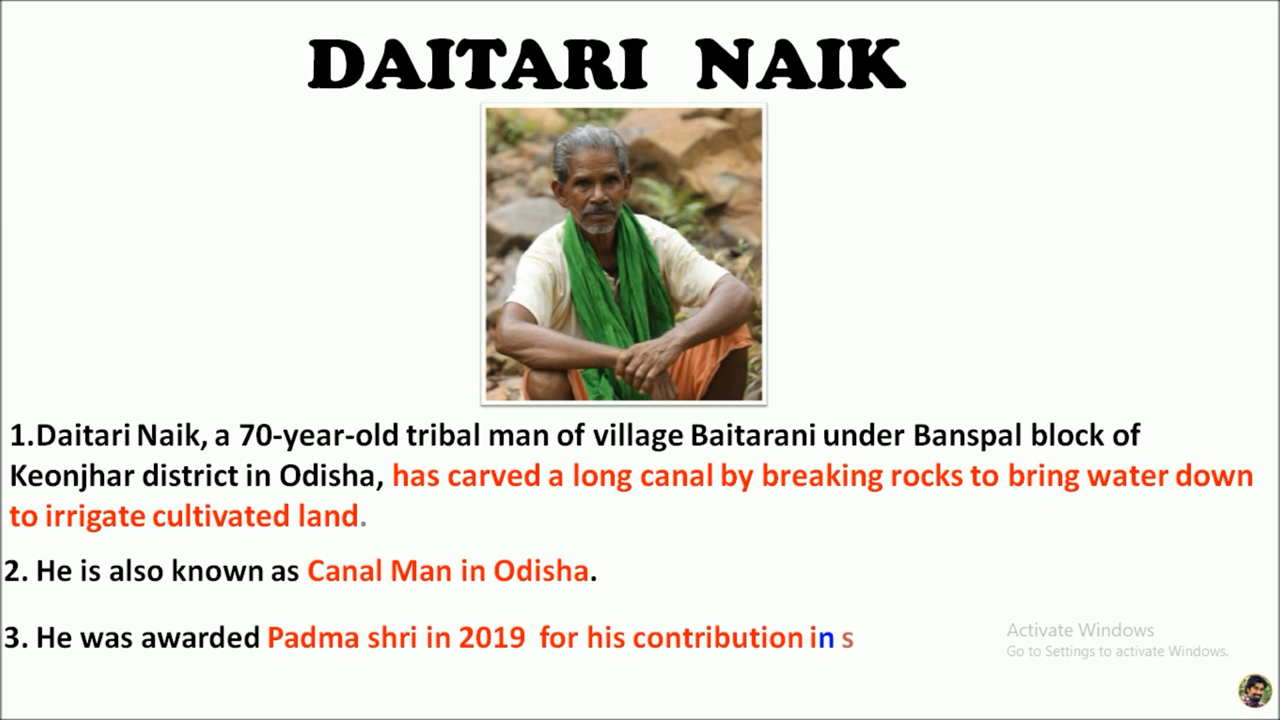 DAITARI NAIK
1.Daitari Naik, a 70-year-old tribal man of village Baitarani under Banspal block of
Keonjhar district in Odisha, has carved a long canal by breaking rocks to bring water down
to irrigate cultivated land.
2. He is also known as Canal Man in Odisha.
3. He was awarded Padma shri in 2019 for his contribution in s
Activate Windows
Go to Settings to activate Windows.